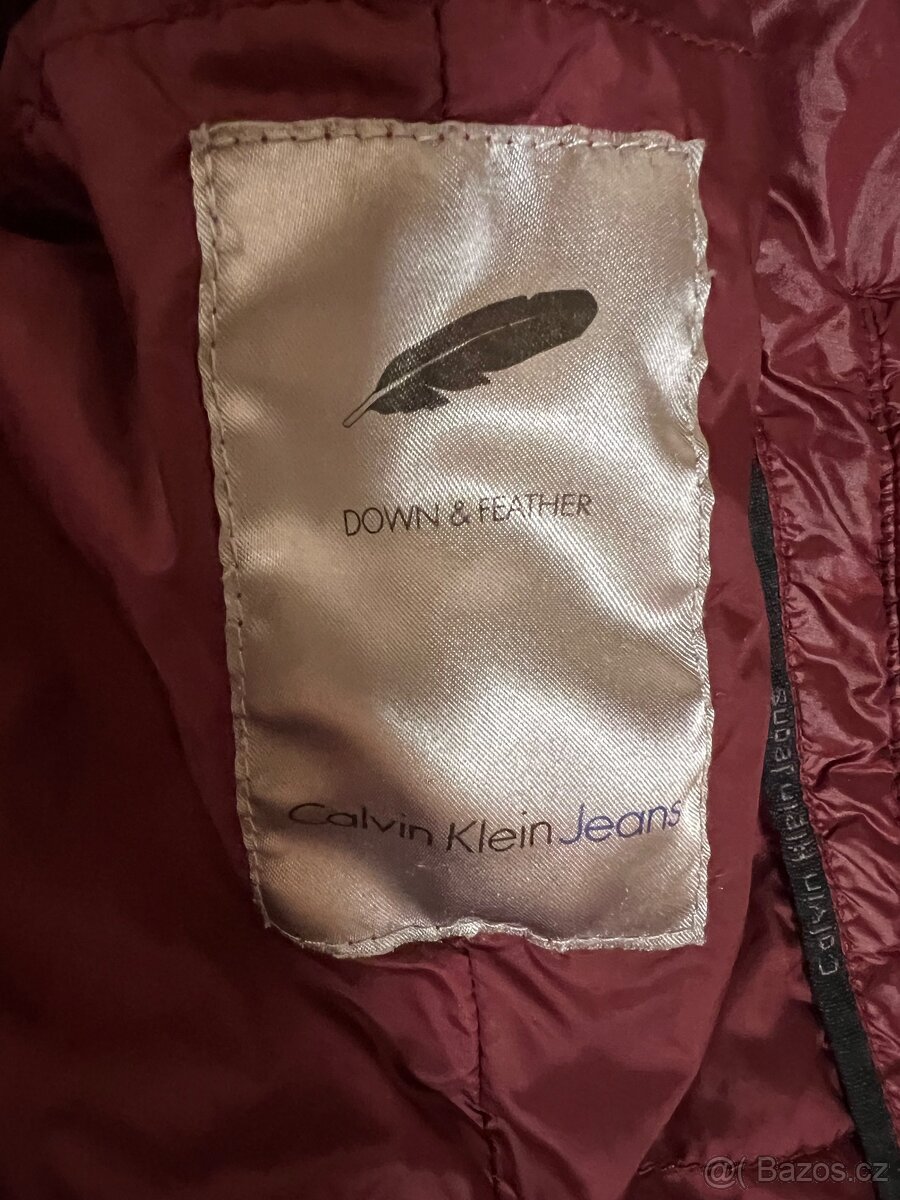 DOWN & FEATHER
Calvin Klein Jeans
Calvin Klein Jeans
@( Bazos.cz